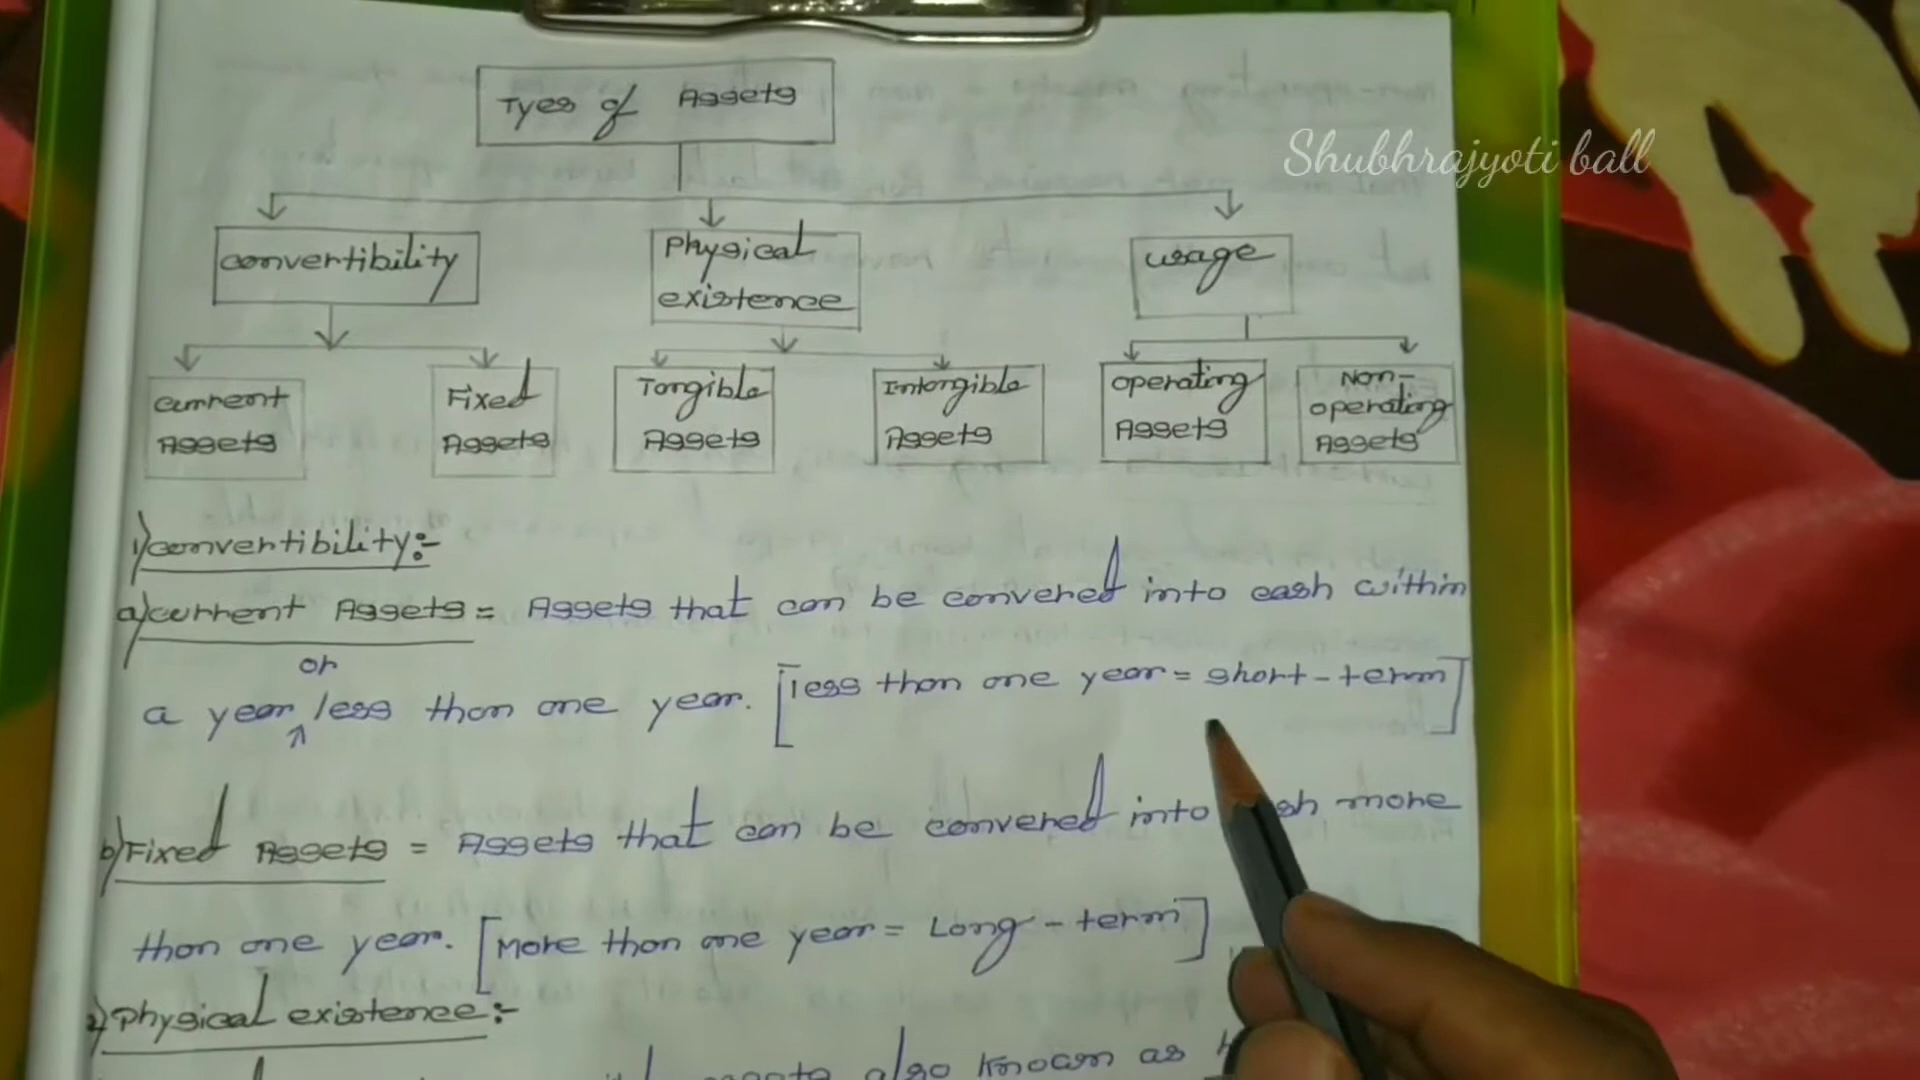 Tyes of Assets
Shubhrajyoti ball
convertibility
Physical
existence
usage
current
Assets
Fixed
Assets
Tangible
Assets
Intangible
Assets
operating
Assets
Non-
operating
Assets
1) convertibility:-
a) current Assets = Assets that can be convered into cash within
or
a year less than one year. [less than one year = short-term]
b) Fixed Assets = Assets that can be convered into more
than one year. [More than one year = Long-term]
2) Physical existence:-
also known as